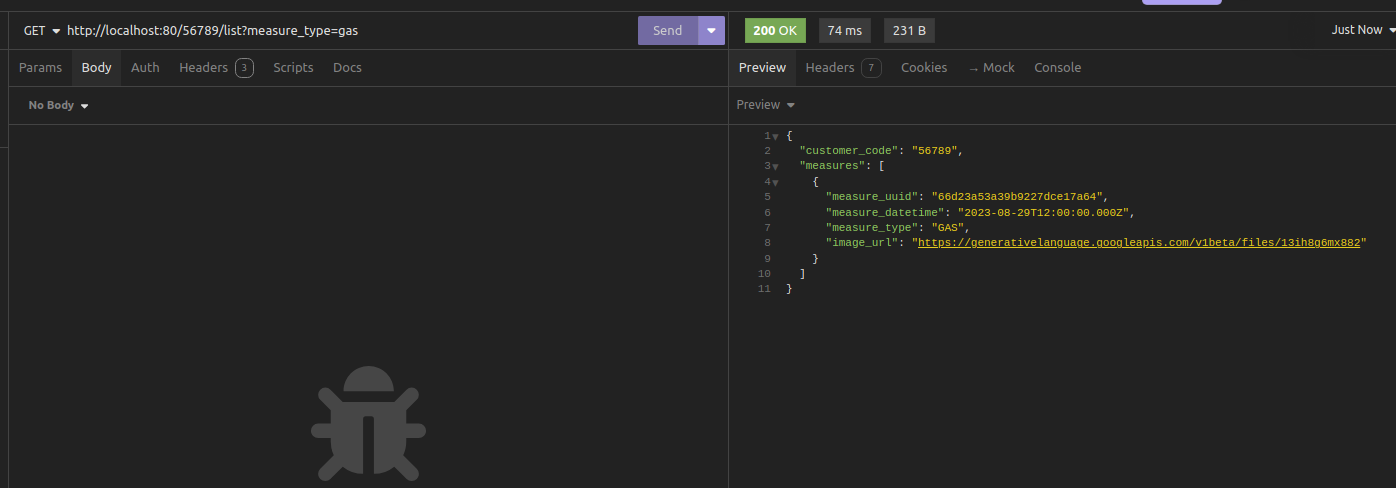 GET http://localhost:80/56789/list?measure_type=gas Send 200 OK 74 ms 231 B Just Now
Params Body Auth Headers 3 Scripts Docs Preview Headers 7 Cookies → Mock Console
No Body Preview
1 {
2 "customer_code": "56789",
3 "measures": [
4 {
5 "measure_uuid": "66d23a53a39b9227dce17a64",
6 "measure_datetime": "2023-08-29T12:00:00.000Z",
7 "measure_type": "GAS",
8 "image_url": "https://generativelanguage.googleapis.com/v1beta/files/13ih8g6mx882"
9 }
10 ]
11 }